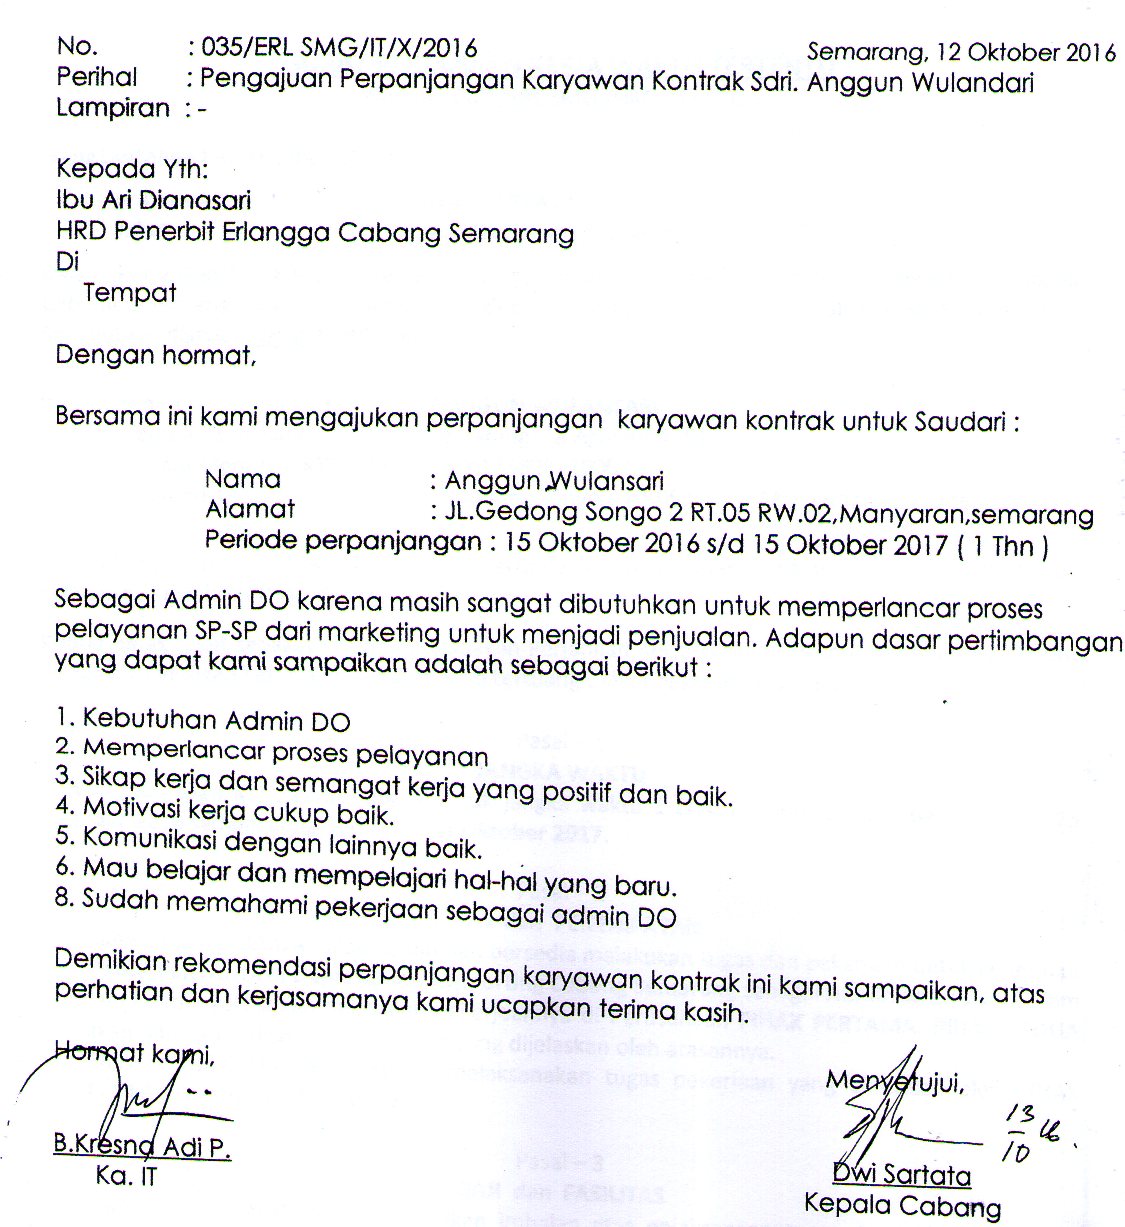 No. : 035/ERL SMG/IT/X/2016 Semarang, 12 Oktober 2016
Perihal : Pengajuan Perpanjangan Karyawan Kontrak Sdri. Anggun Wulandari
Lampiran : -
Kepada Yth:
Ibu Ari Dianasari
HRD Penerbit Erlangga Cabang Semarang
Di
Tempat
Dengan hormat,
Bersama ini kami mengajukan perpanjangan karyawan kontrak untuk Saudari :
Nama : Anggun Wulansari
Alamat : JL.Gedong Songo 2 RT.05 RW.02,Manyaran,semarang
Periode perpanjangan : 15 Oktober 2016 s/d 15 Oktober 2017 ( 1 Thn )
Sebagai Admin DO karena masih sangat dibutuhkan untuk memperlancar proses
pelayanan SP-SP dari marketing untuk menjadi penjualan. Adapun dasar pertimbangan
yang dapat kami sampaikan adalah sebagai berikut :
1. Kebutuhan Admin DO
2. Memperlancar proses pelayanan
3. Sikap kerja dan semangat kerja yang positif dan baik.
4. Motivasi kerja cukup baik.
5. Komunikasi dengan lainnya baik.
6. Mau belajar dan mempelajari hal-hal yang baru.
8. Sudah memahami pekerjaan sebagai admin DO
Demikian rekomendasi perpanjangan karyawan kontrak ini kami sampaikan, atas
perhatian dan kerjasamanya kami ucapkan terima kasih.
Hormat kami,
Menyetujui,
13/10 16.
B.Kresna Adi P.
Ka. IT
Dwi Sartata
Kepala Cabang